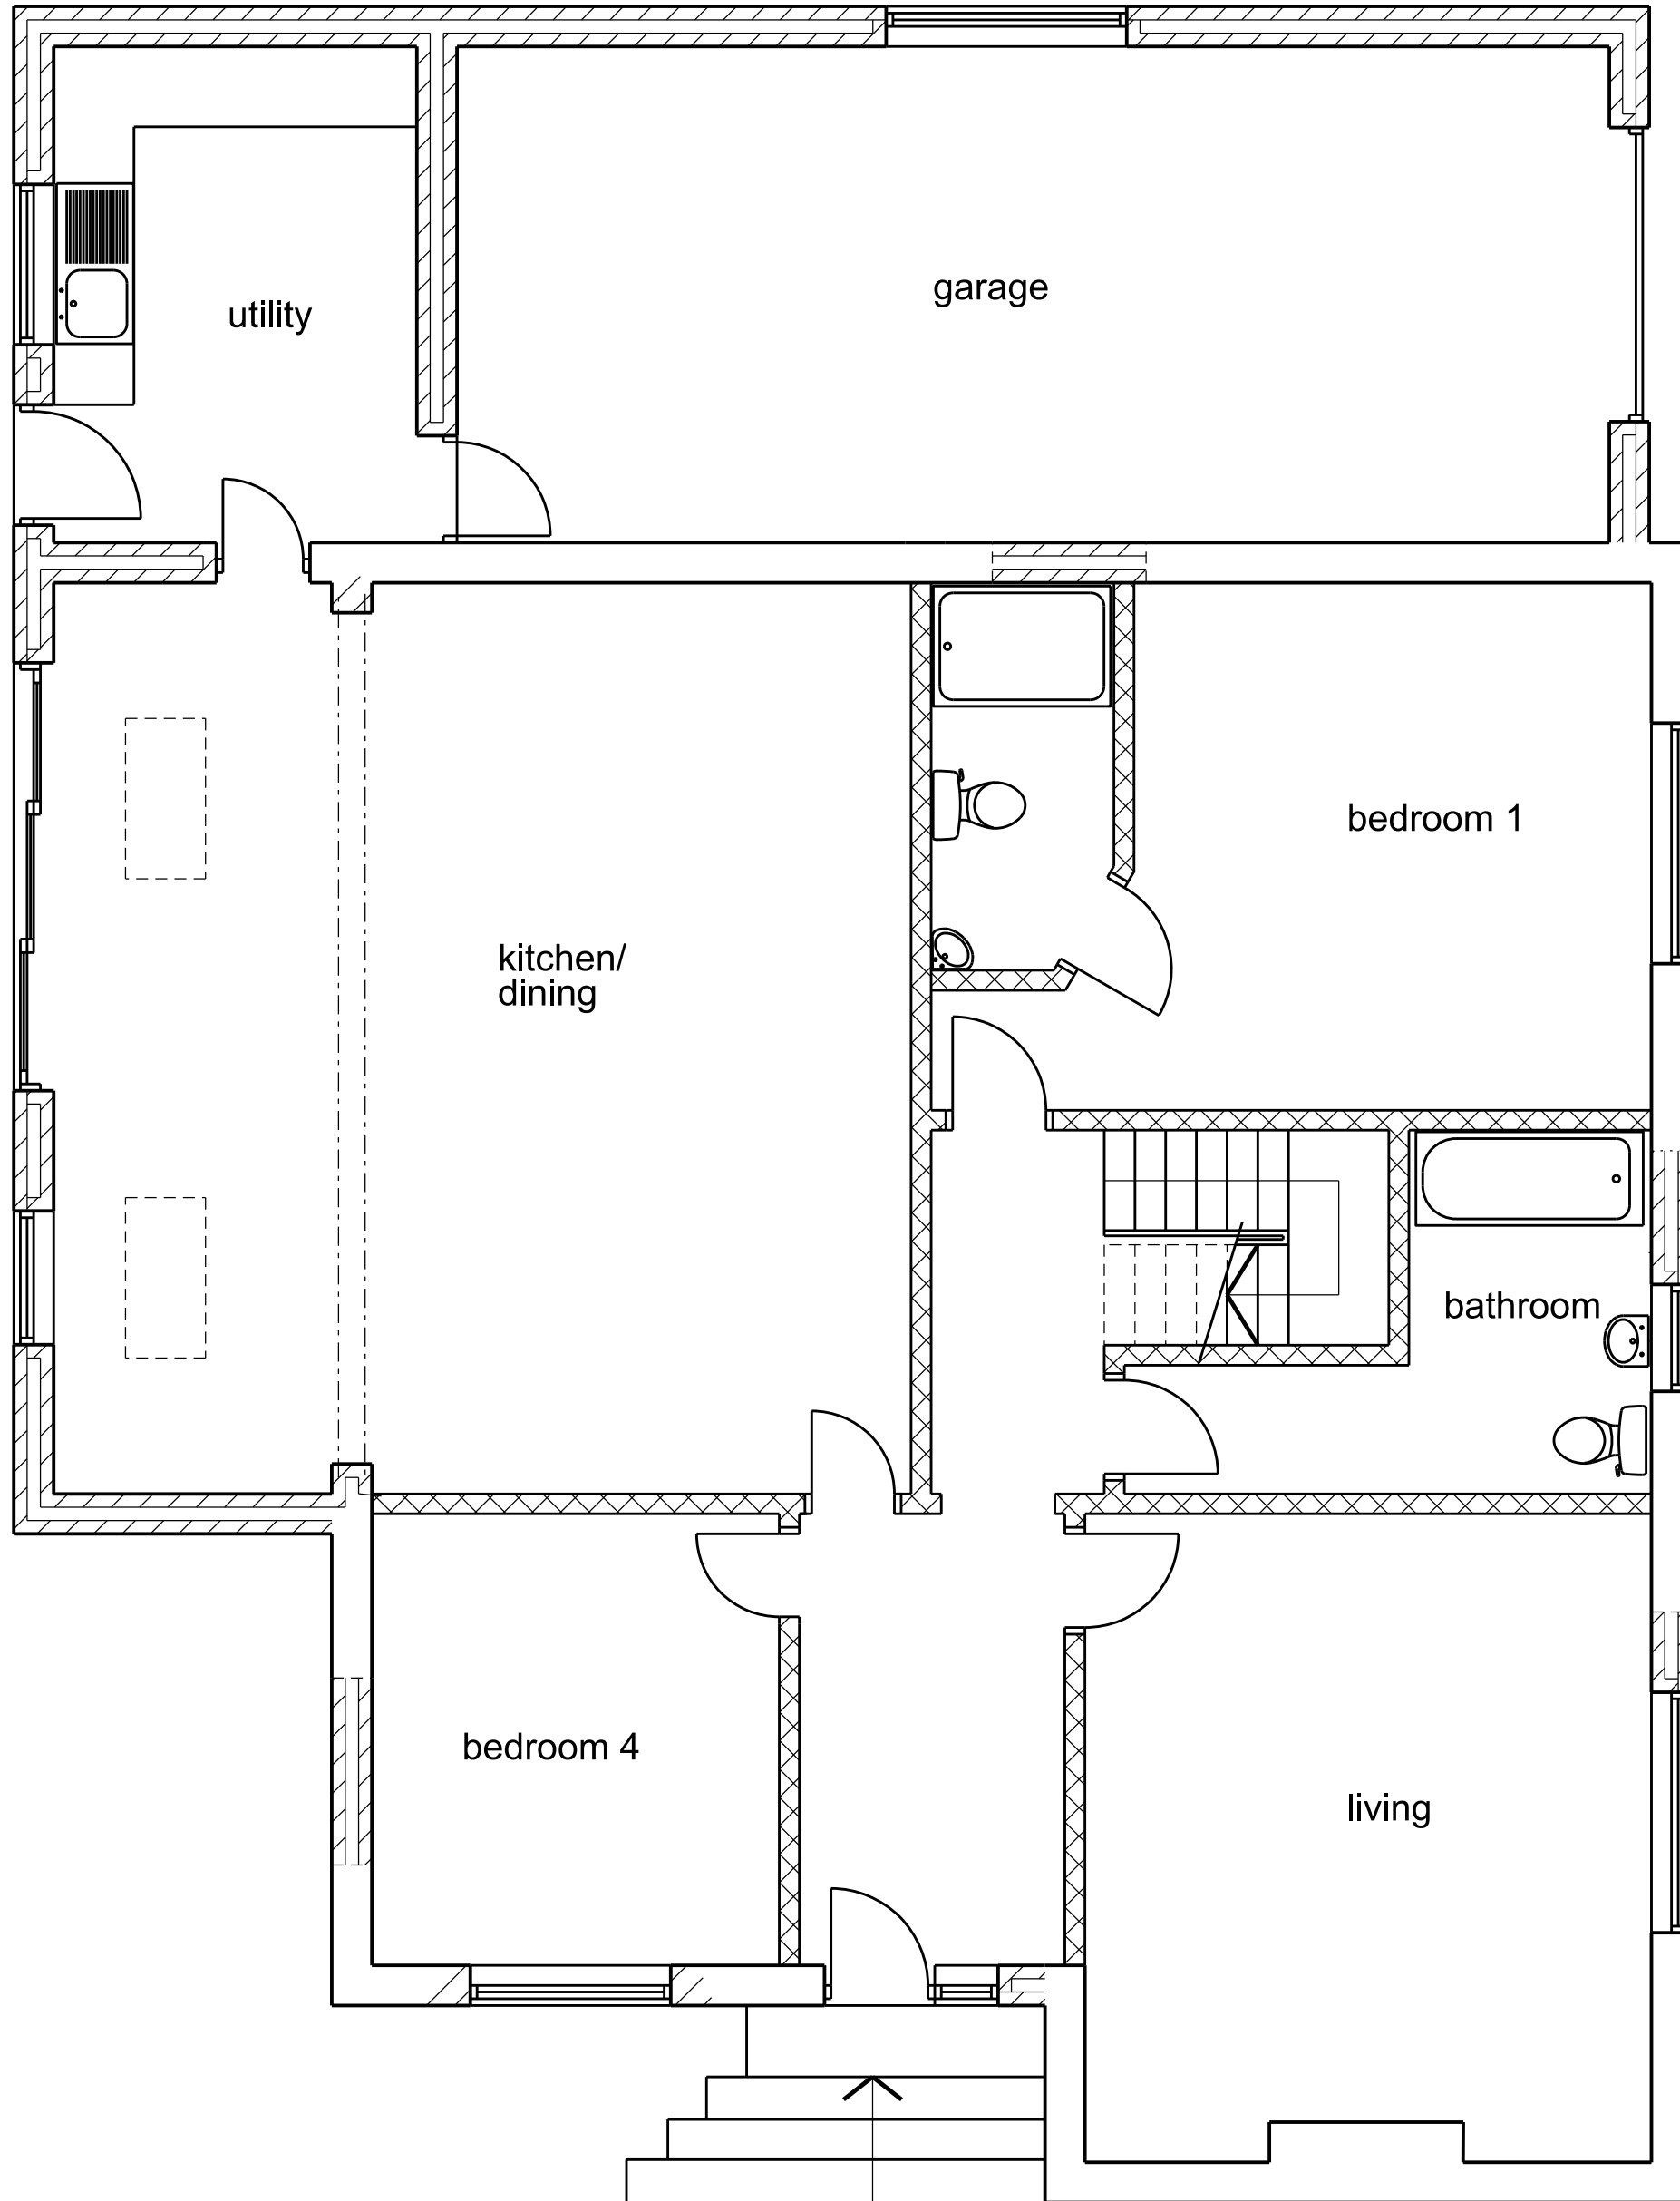 garage
utility
bedroom 1
kitchen/
dining
bathroom
bedroom 4
living